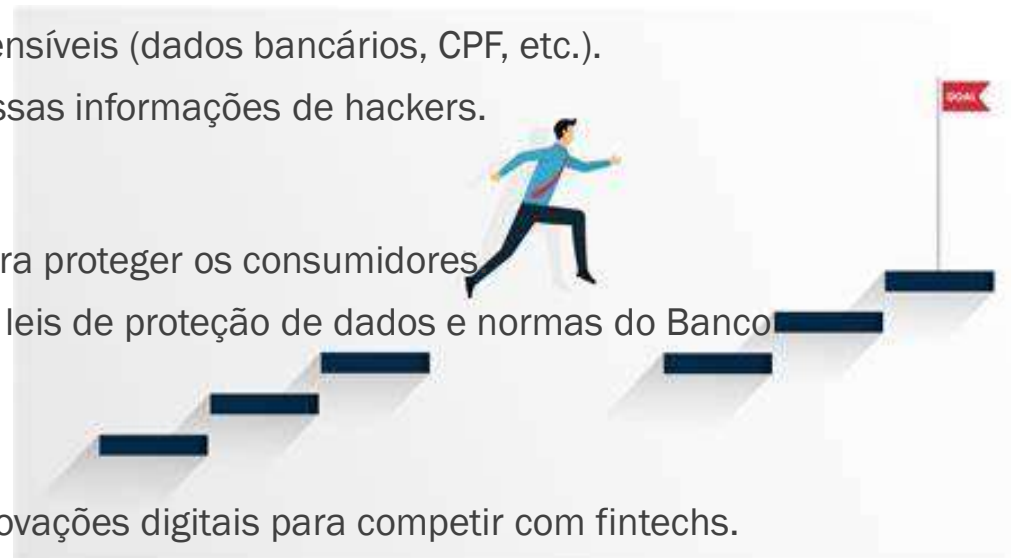 ensíveis (dados bancários, CPF, etc.).
ssas informações de hackers.
GOAL
ra proteger os consumidores
leis de proteção de dados e normas do Banco
ovações digitais para competir com fintechs.